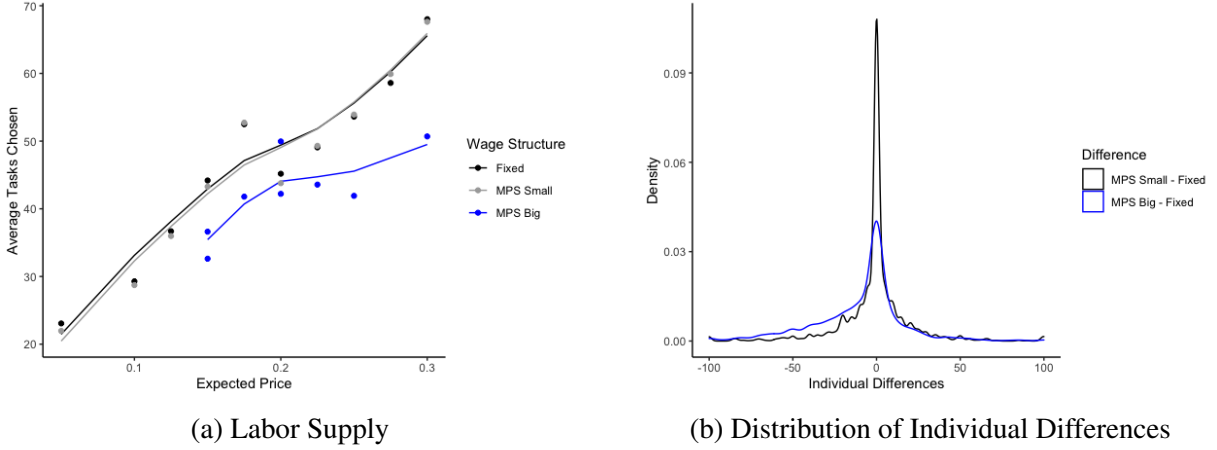 70
60
50
40
30
20
Average Tasks Chosen
0.1
0.2
0.3
Expected Price
Wage Structure
Fixed
MPS Small
MPS Big
(a) Labor Supply
0.09
0.06
0.03
0.00
Density
-100
-50
0
50
100
Individual Differences
Difference
MPS Small - Fixed
MPS Big - Fixed
(b) Distribution of Individual Differences